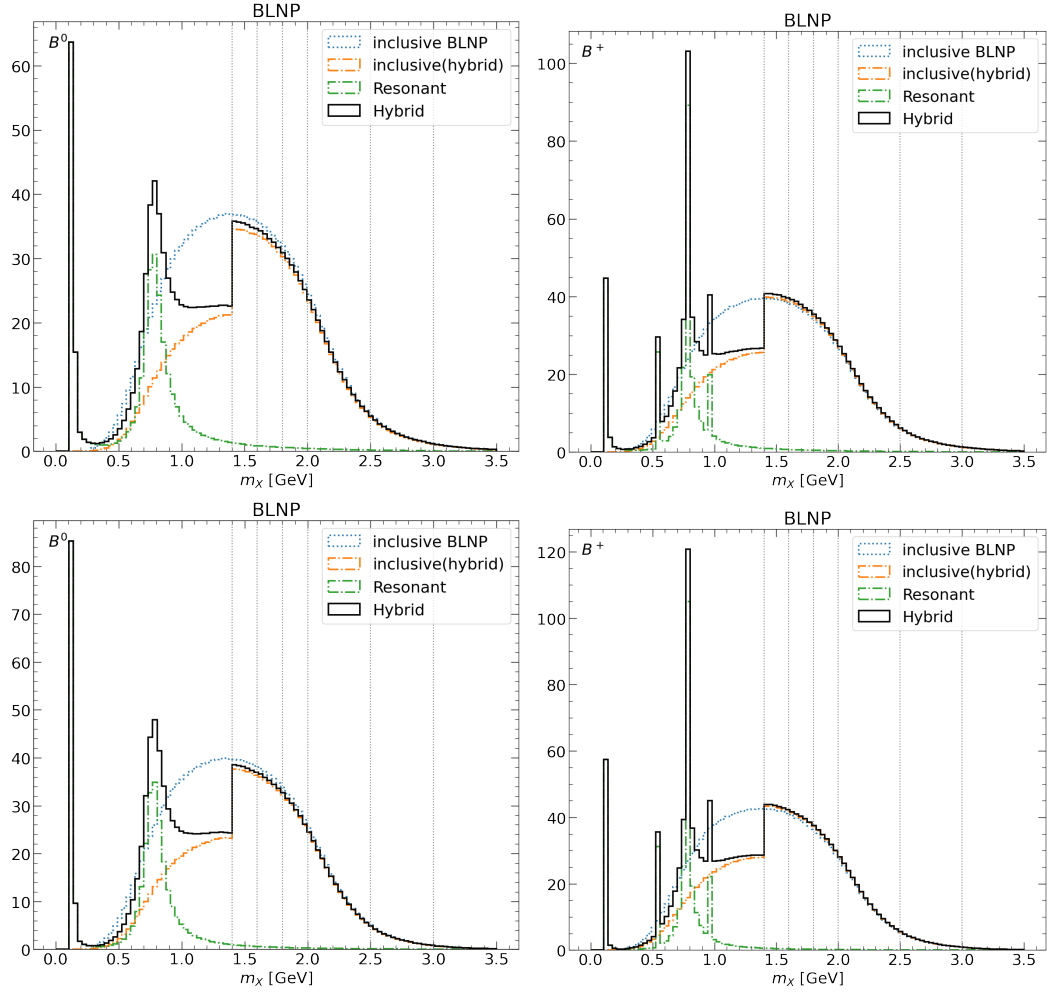 BLNP
B⁰
inclusive BLNP
inclusive(hybrid)
Resonant
Hybrid
60
50
40
30
20
10
0
0.0 0.5 1.0 1.5 2.0 2.5 3.0 3.5
m_X [GeV]
BLNP
B⁺
inclusive BLNP
inclusive(hybrid)
Resonant
Hybrid
100
80
60
40
20
0
0.0 0.5 1.0 1.5 2.0 2.5 3.0 3.5
m_X [GeV]
BLNP
B⁰
inclusive BLNP
inclusive(hybrid)
Resonant
Hybrid
80
70
60
50
40
30
20
10
0
0.0 0.5 1.0 1.5 2.0 2.5 3.0 3.5
m_X [GeV]
BLNP
B⁺
inclusive BLNP
inclusive(hybrid)
Resonant
Hybrid
120
100
80
60
40
20
0
0.0 0.5 1.0 1.5 2.0 2.5 3.0 3.5
m_X [GeV]